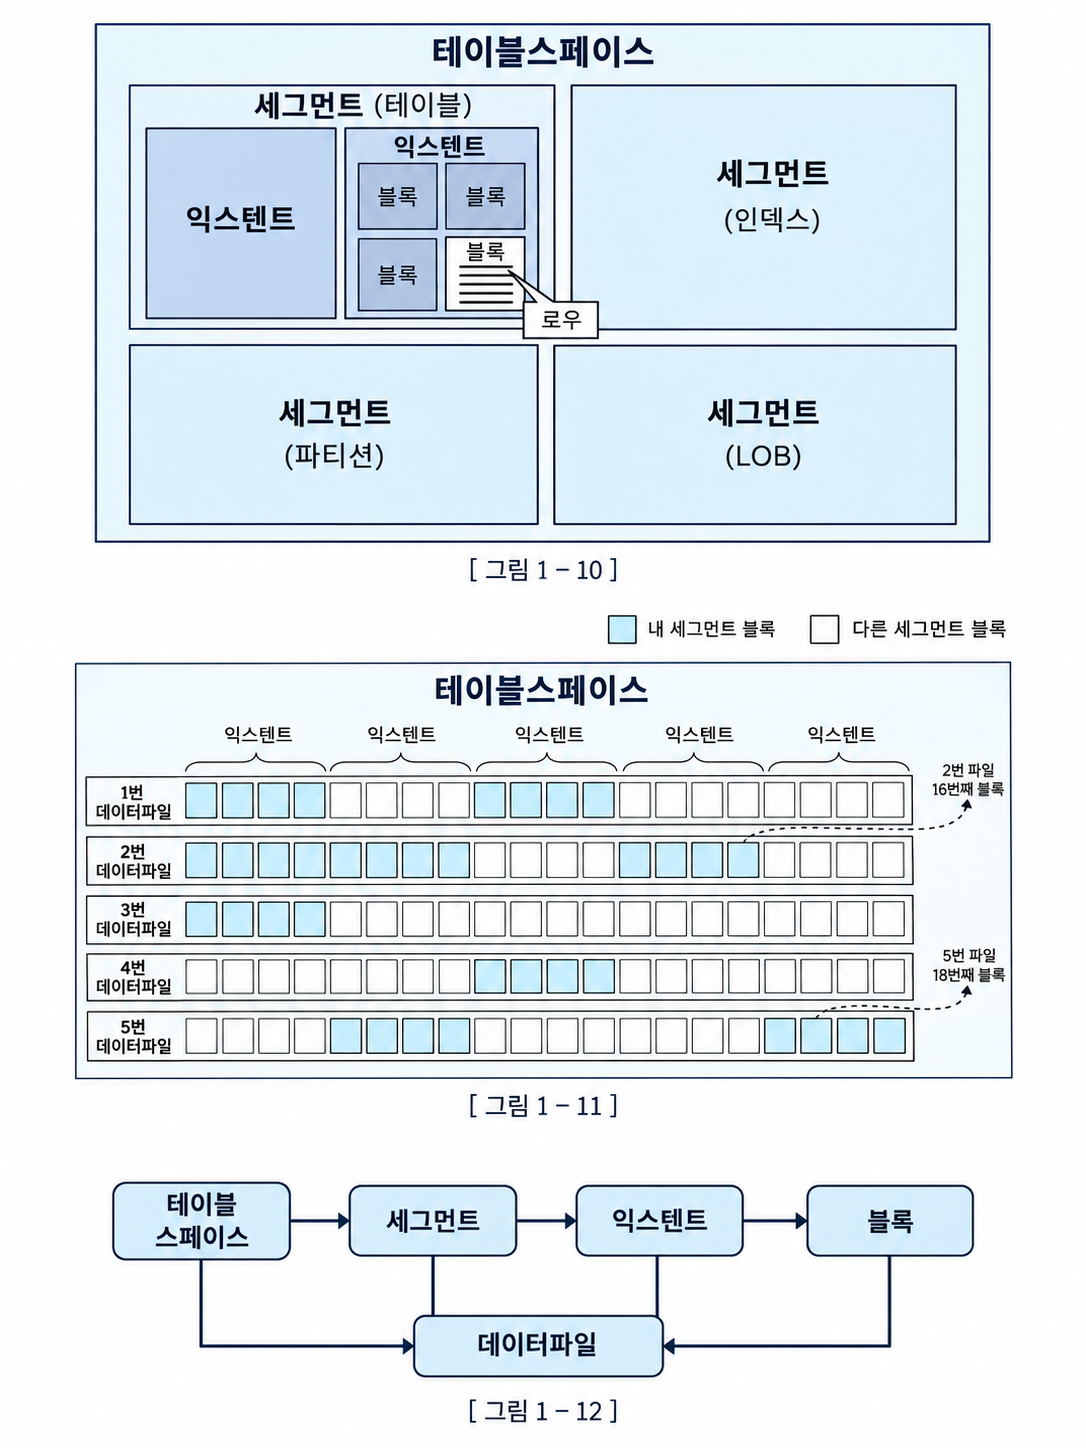 테이블스페이스
세그먼트 (테이블)
익스텐트
익스텐트
블록
블록
블록
블록
로우
세그먼트
(인덱스)
세그먼트
(파티션)
세그먼트
(LOB)
[ 그림 1 – 10 ]
내 세그먼트 블록
다른 세그먼트 블록
테이블스페이스
익스텐트
익스텐트
익스텐트
익스텐트
익스텐트
1번
데이터파일
2번 파일
16번째 블록
2번
데이터파일
3번
데이터파일
4번
데이터파일
5번 파일
18번째 블록
5번
데이터파일
[ 그림 1 – 11 ]
테이블
스페이스
세그먼트
익스텐트
블록
데이터파일
[ 그림 1 – 12 ]